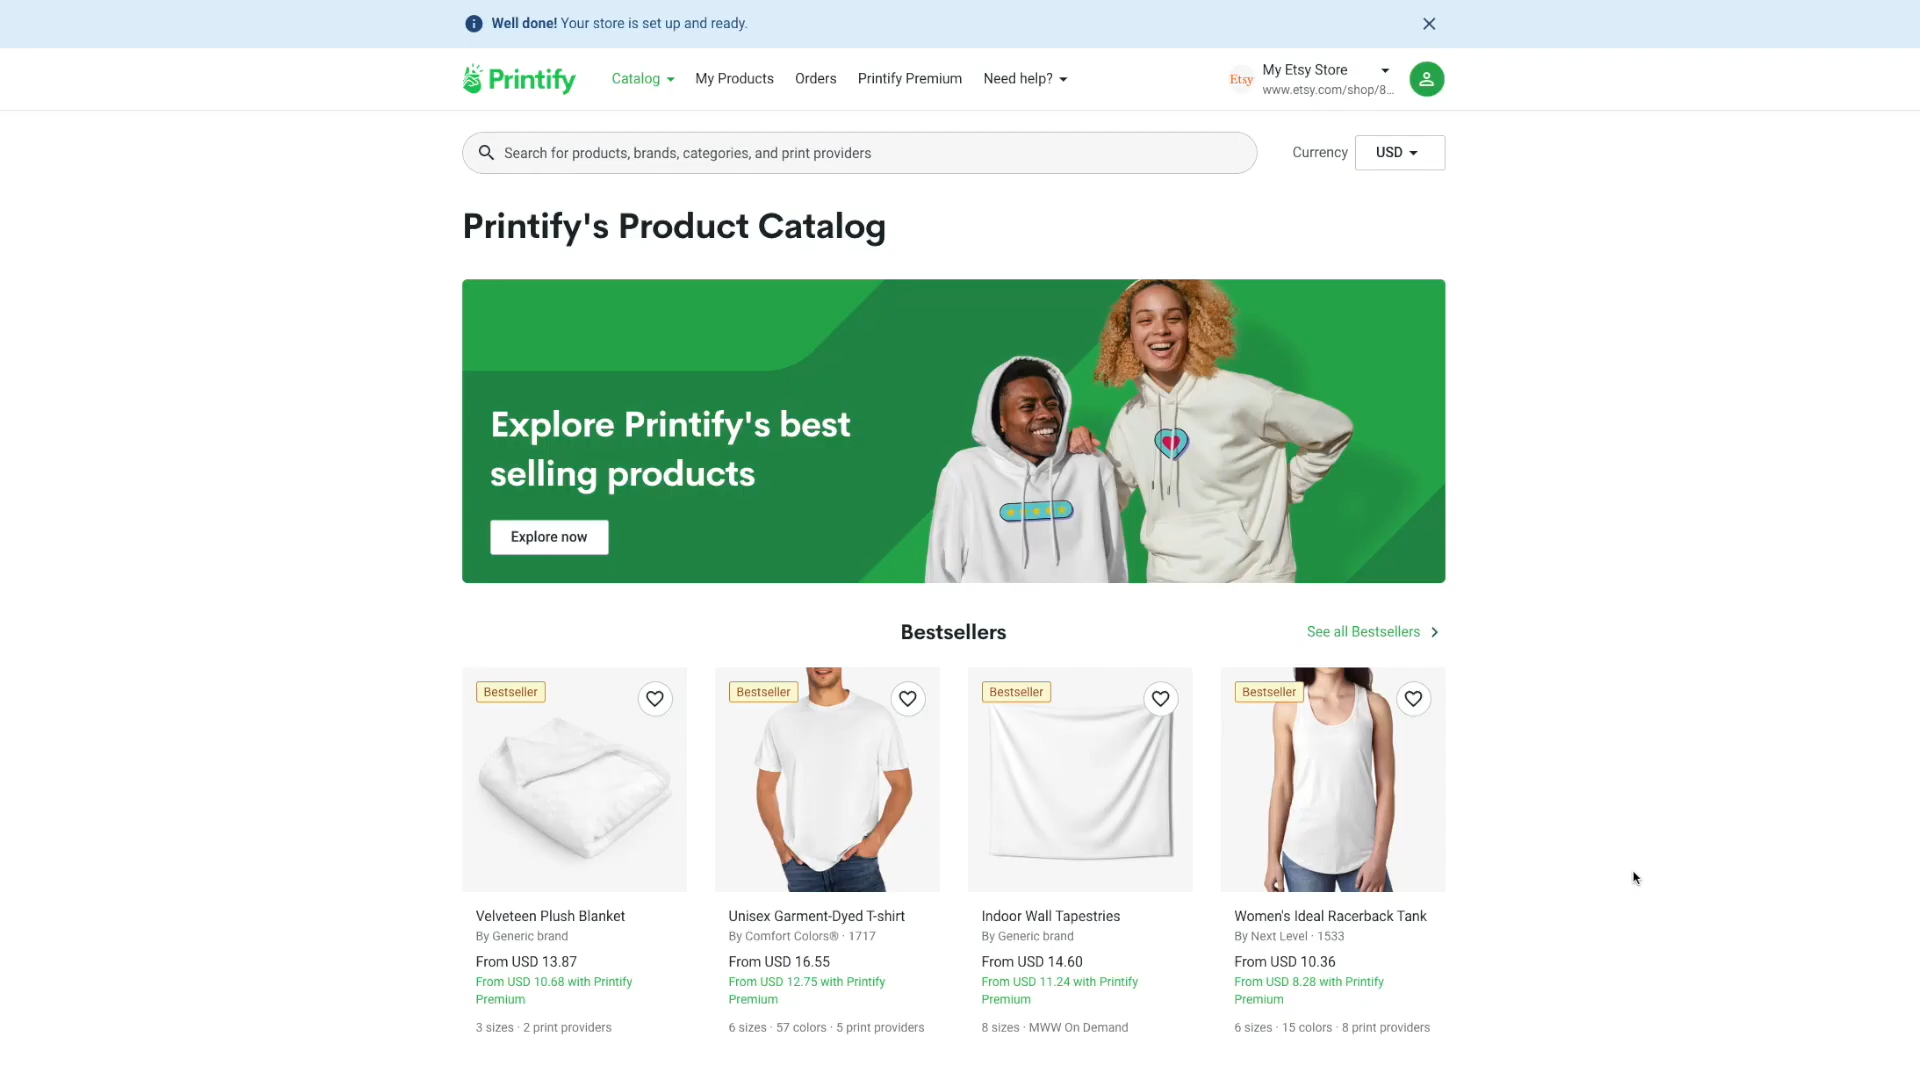 Well done! Your store is set up and ready.
Printify
Catalog
My Products
Orders
Printify Premium
Need help?
Etsy
My Etsy Store
www.etsy.com/shop/8...
Search for products, brands, categories, and print providers
Currency
USD
Printify's Product Catalog
Explore Printify's best
selling products
Explore now
Bestsellers
See all Bestsellers
Bestseller
Bestseller
Bestseller
Bestseller
Velveteen Plush Blanket
By Generic brand
From USD 13.87
From USD 10.68 with Printify
Premium
3 sizes · 2 print providers
Unisex Garment-Dyed T-shirt
By Comfort Colors® · 1717
From USD 16.55
From USD 12.75 with Printify
Premium
6 sizes · 57 colors · 5 print providers
Indoor Wall Tapestries
By Generic brand
From USD 14.60
From USD 11.24 with Printify
Premium
8 sizes · MWW On Demand
Women's Ideal Racerback Tank
By Next Level · 1533
From USD 10.36
From USD 8.28 with Printify
Premium
6 sizes · 15 colors · 8 print providers